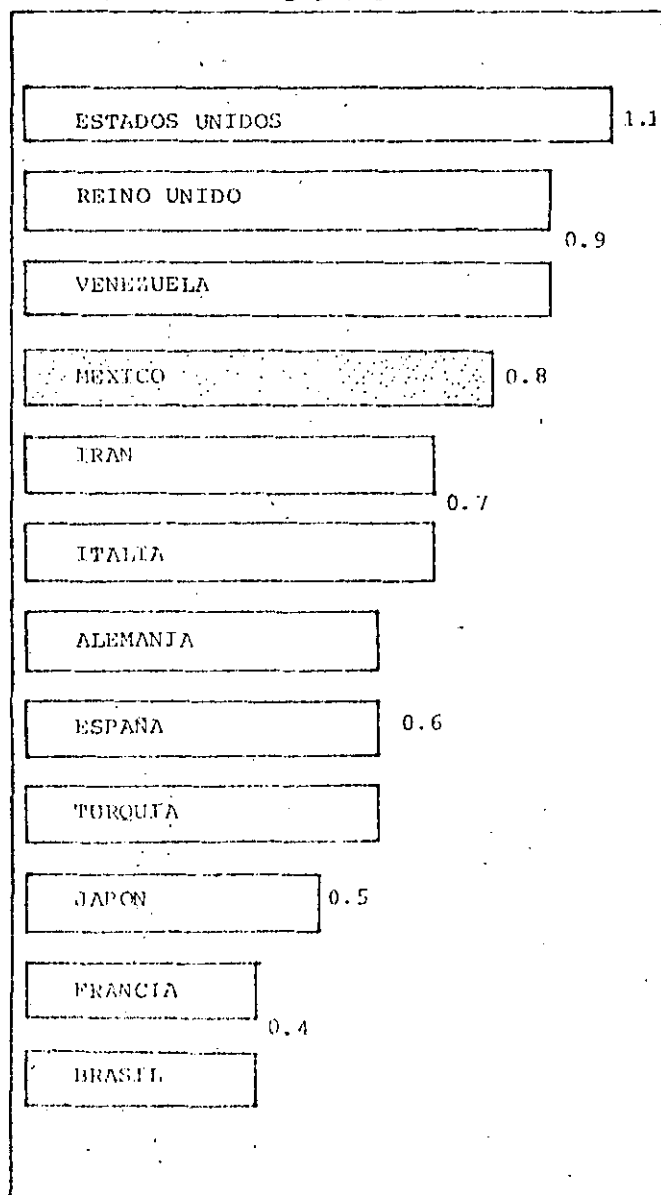 ESTADOS UNIDOS 1.1
REINO UNIDO
0.9
VENEZUELA
MEXICO 0.8
IRAN
0.7
ITALIA
ALEMANIA
ESPAÑA 0.6
TURQUIA
JAPON 0.5
FRANCIA
0.4
BRASIL